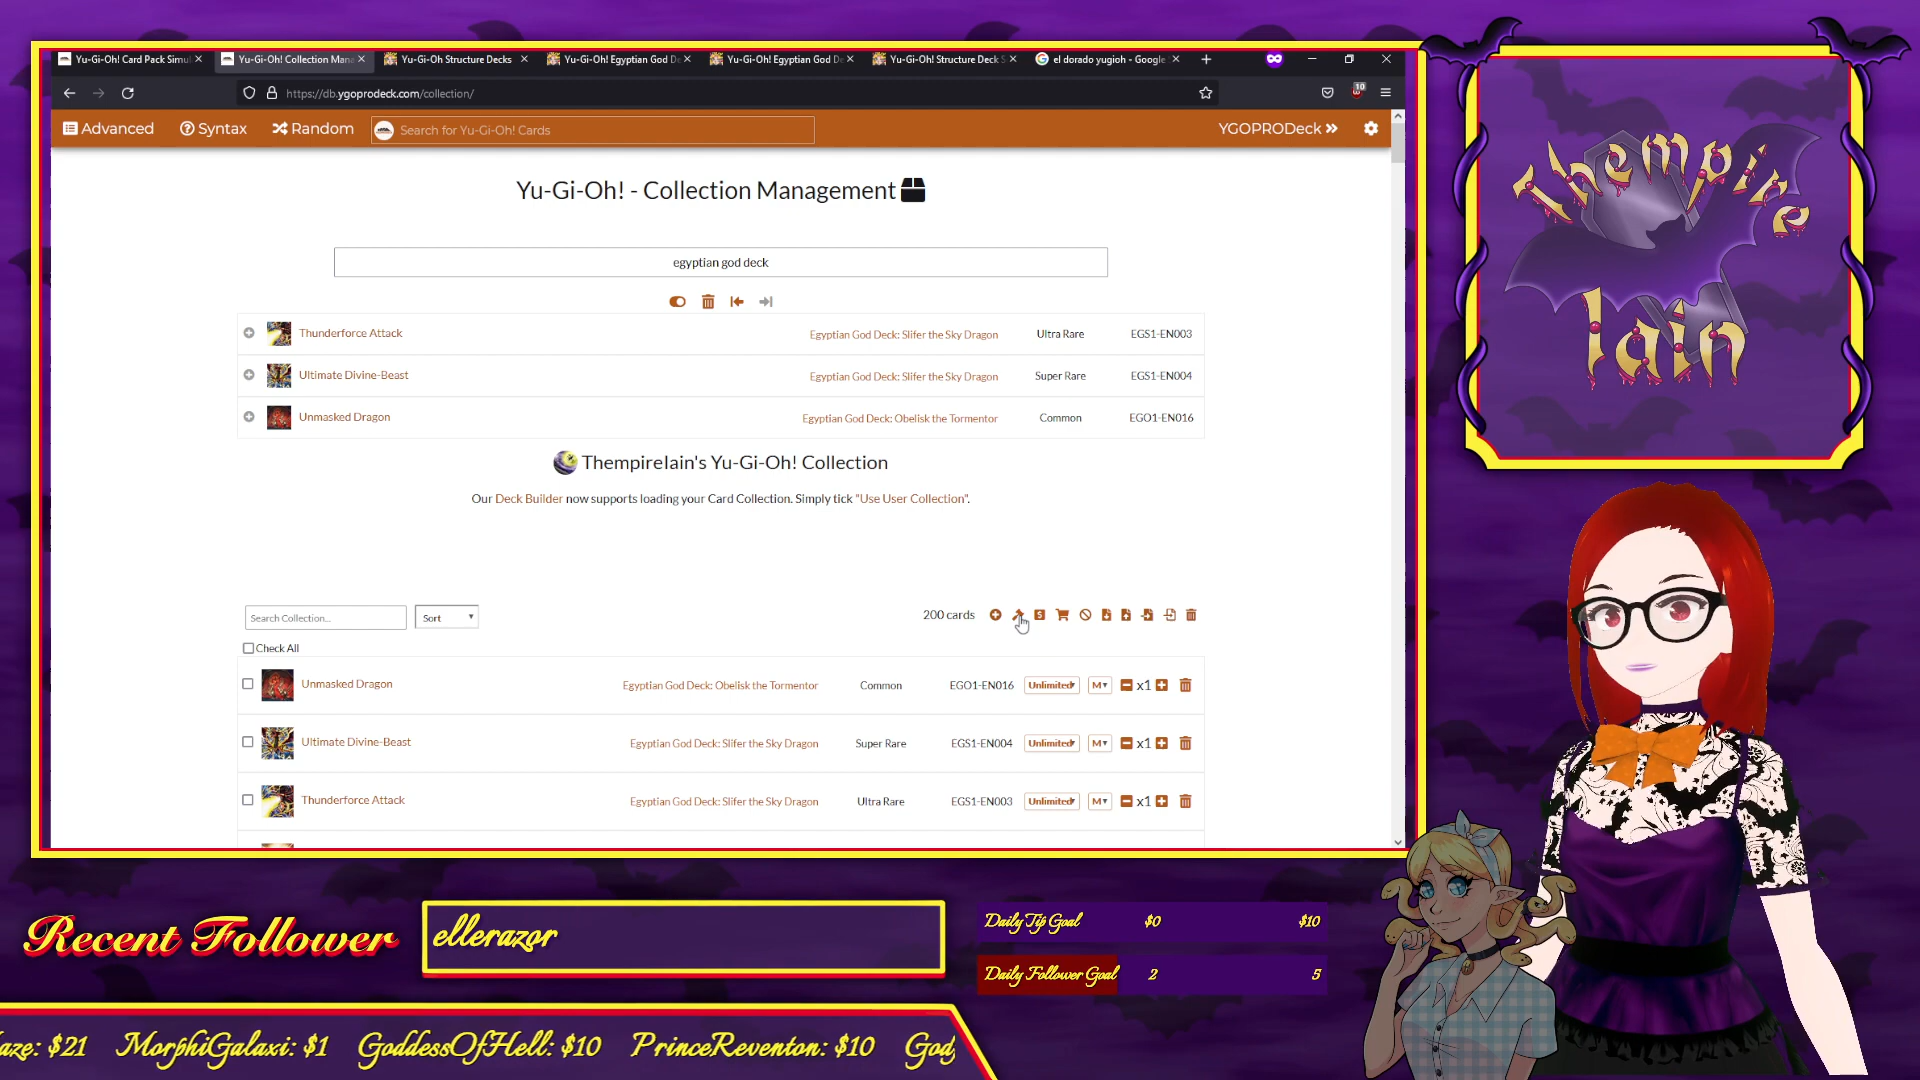 Yu-Gi-Oh! Card Pack Simul
Yu-Gi-Oh! Collection Mana
Yu-Gi-Oh Structure Decks
Yu-Gi-Oh! Egyptian God De
Yu-Gi-Oh! Egyptian God De
Yu-Gi-Oh! Structure Deck S
el dorado yugioh - Google
https://db.ygoprodeck.com/collection/
10
Advanced
Syntax
Random
Search for Yu-Gi-Oh! Cards
YGOPRODeck
Yu-Gi-Oh! - Collection Management
egyptian god deck
Thunderforce Attack Egyptian God Deck: Slifer the Sky Dragon Ultra Rare EGS1-EN003
Ultimate Divine-Beast Egyptian God Deck: Slifer the Sky Dragon Super Rare EGS1-EN004
Unmasked Dragon Egyptian God Deck: Obelisk the Tormentor Common EGO1-EN016
ThempireIain's Yu-Gi-Oh! Collection
Our Deck Builder now supports loading your Card Collection. Simply tick "Use User Collection".
Search Collection... Sort 200 cards
Check All
Unmasked Dragon Egyptian God Deck: Obelisk the Tormentor Common EGO1-EN016 Unlimited M x1
Ultimate Divine-Beast Egyptian God Deck: Slifer the Sky Dragon Super Rare EGS1-EN004 Unlimited M x1
Thunderforce Attack Egyptian God Deck: Slifer the Sky Dragon Ultra Rare EGS1-EN003 Unlimited M x1
Thempire
Iain
Recent Follower
ellerazor
Daily Tip Goal $0 $10
Daily Follower Goal 2 5
aze: $21 MorphiGalaxi: $1 GoddessOfHell: $10 PrinceReventon: $10 God